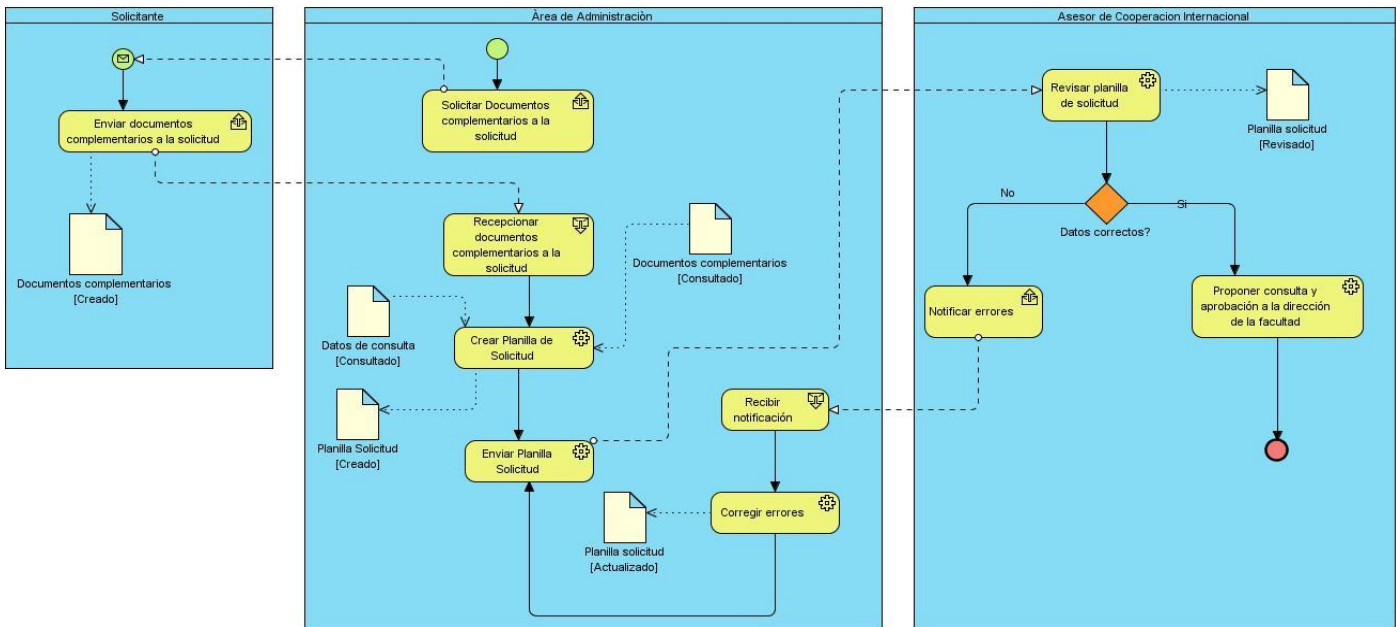 Solicitante
Enviar documentos
complementarios a la solicitud
Documentos complementarios
[Creado]
Àrea de Administraciòn
Solicitar Documentos
complementarios a la
solicitud
Recepcionar
documentos
complementarios a la
solicitud
Documentos complementarios
[Consultado]
Datos de consulta
[Consultado]
Crear Planilla de
Solicitud
Planilla Solicitud
[Creado]
Enviar Planilla
Solicitud
Recibir
notificación
Corregir errores
Planilla solicitud
[Actualizado]
Asesor de Cooperacion Internacional
Revisar planilla
de solicitud
Planilla solicitud
[Revisado]
No
Si
Datos correctos?
Notificar errores
Proponer consulta y
aprobación a la dirección
de la facultad